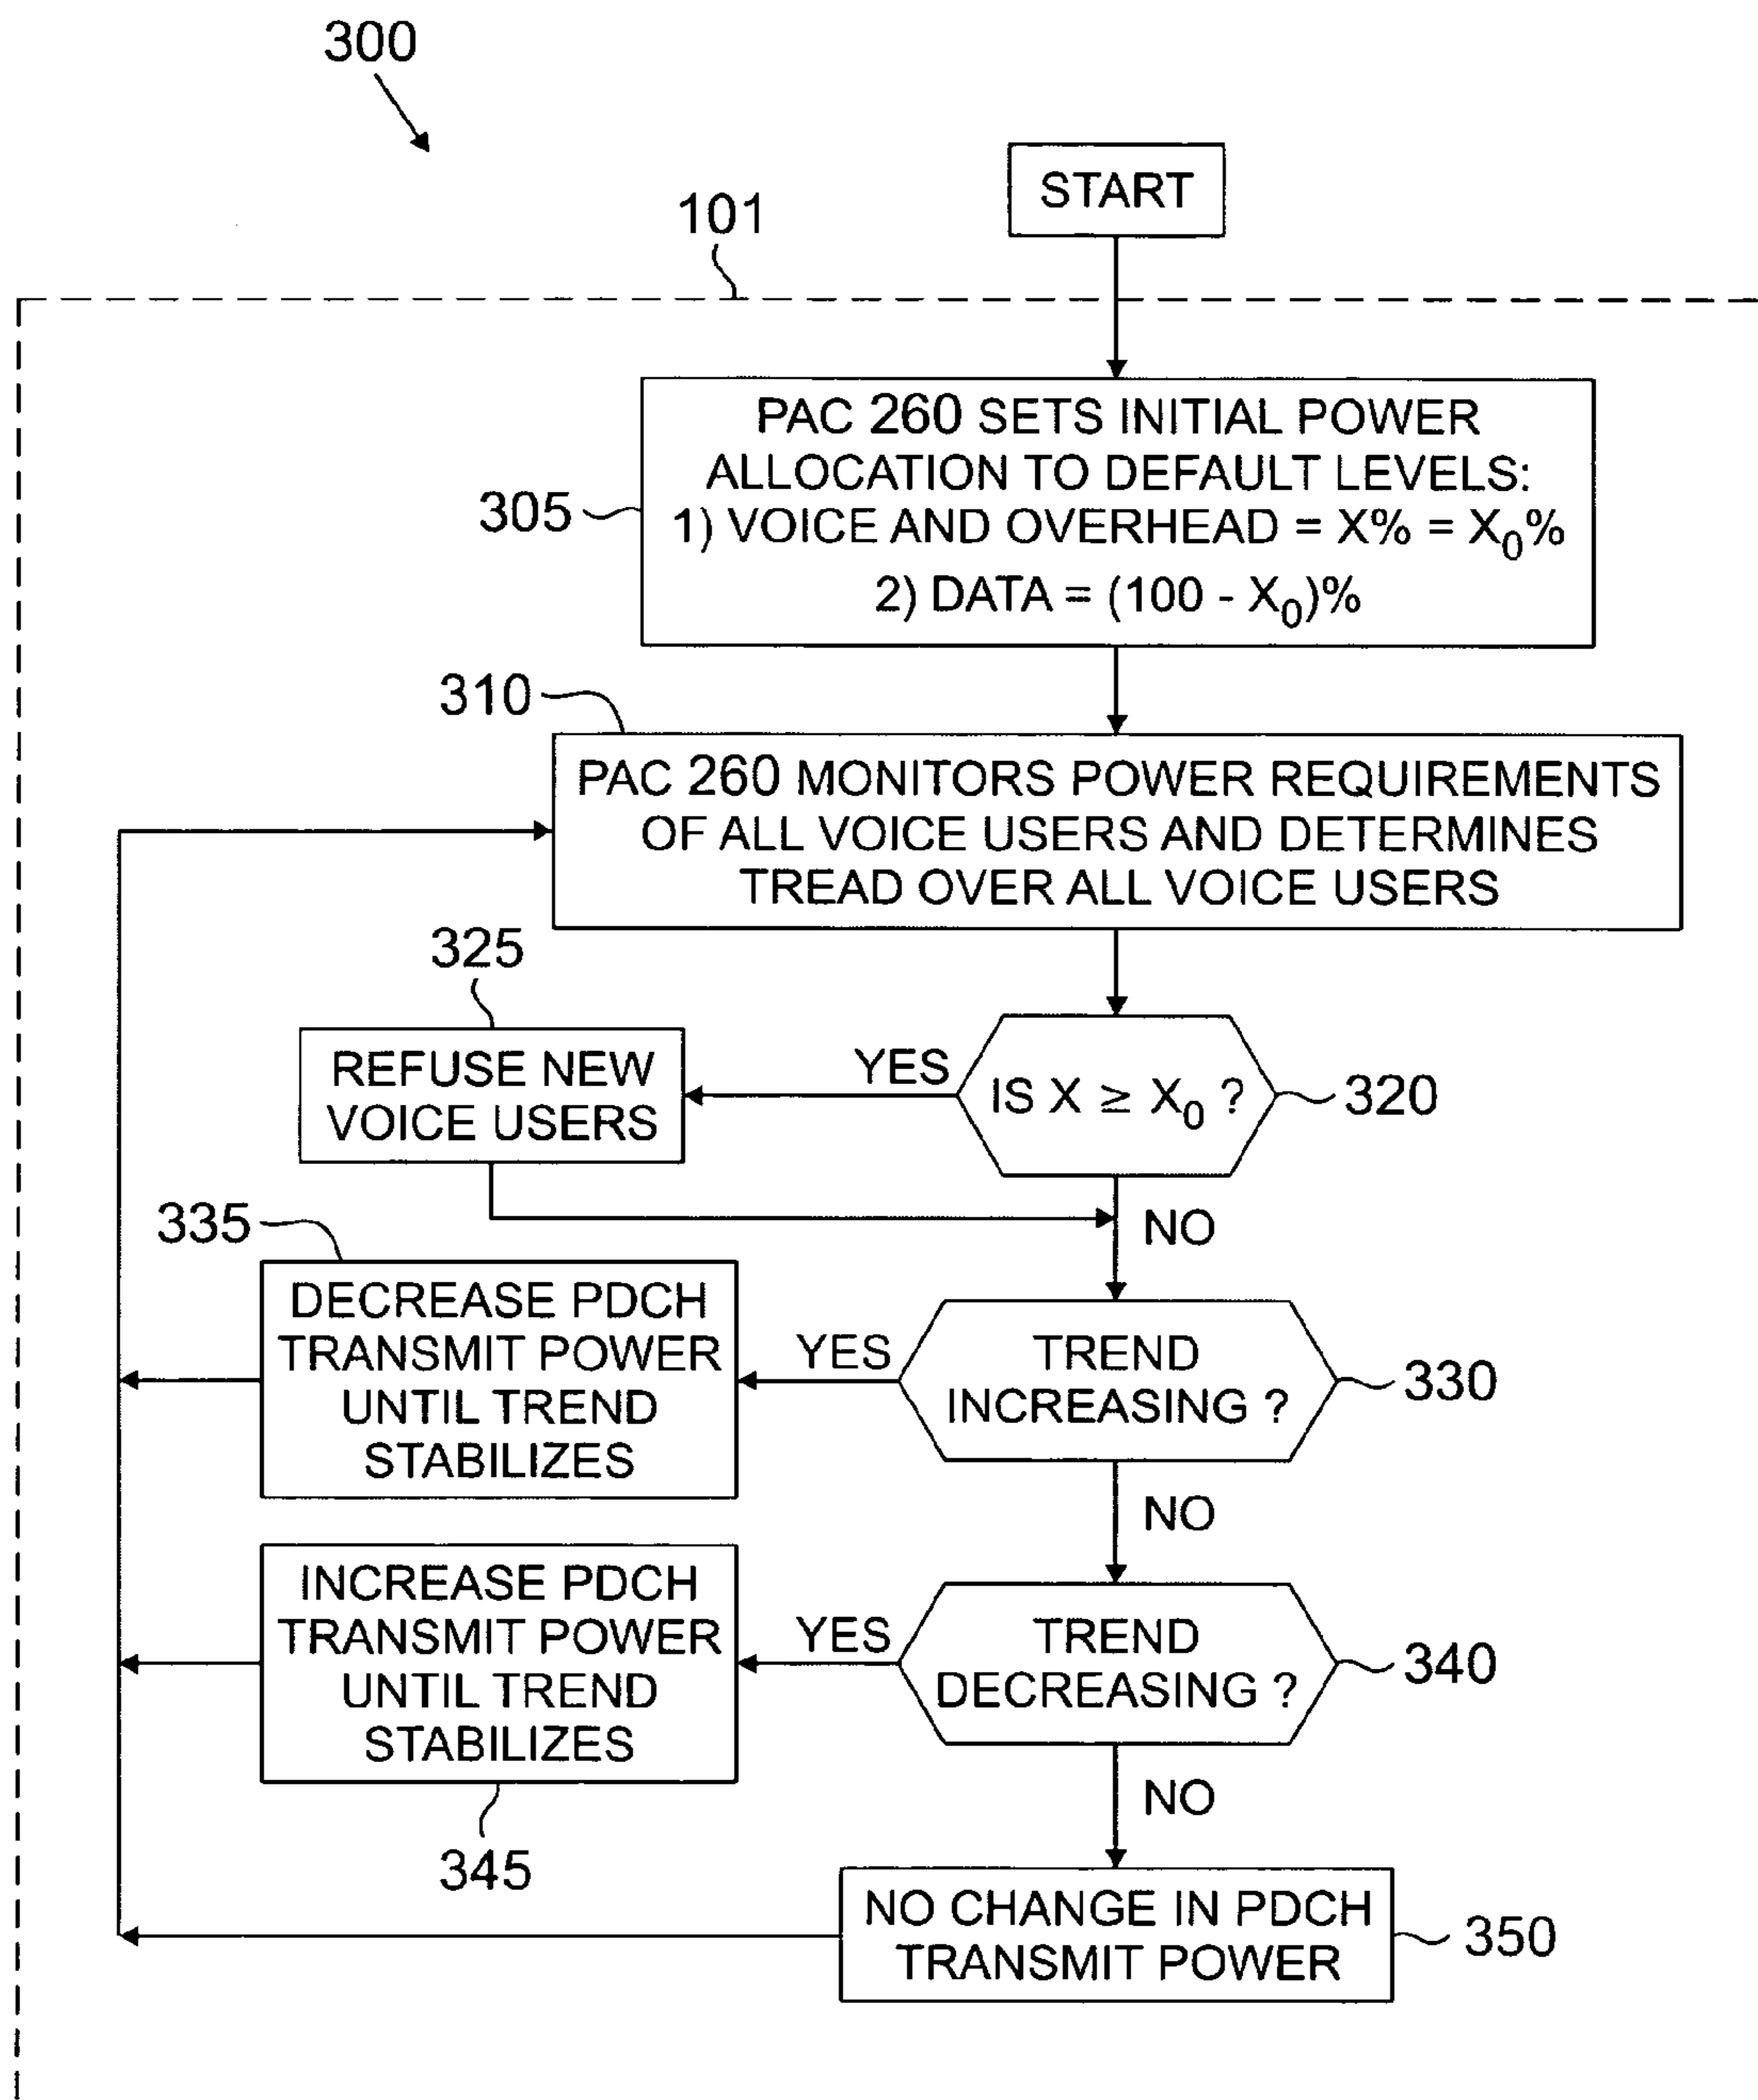 300
START
101
PAC 260 SETS INITIAL POWER
ALLOCATION TO DEFAULT LEVELS:
1) VOICE AND OVERHEAD = X% = X₀%
2) DATA = (100 - X₀)%
305
310
PAC 260 MONITORS POWER REQUIREMENTS
OF ALL VOICE USERS AND DETERMINES
TREAD OVER ALL VOICE USERS
325
REFUSE NEW
VOICE USERS
YES
IS X ≥ X₀ ?
320
NO
335
DECREASE PDCH
TRANSMIT POWER
UNTIL TREND
STABILIZES
YES
TREND
INCREASING ?
330
NO
INCREASE PDCH
TRANSMIT POWER
UNTIL TREND
STABILIZES
345
YES
TREND
DECREASING ?
340
NO
NO CHANGE IN PDCH
TRANSMIT POWER
350